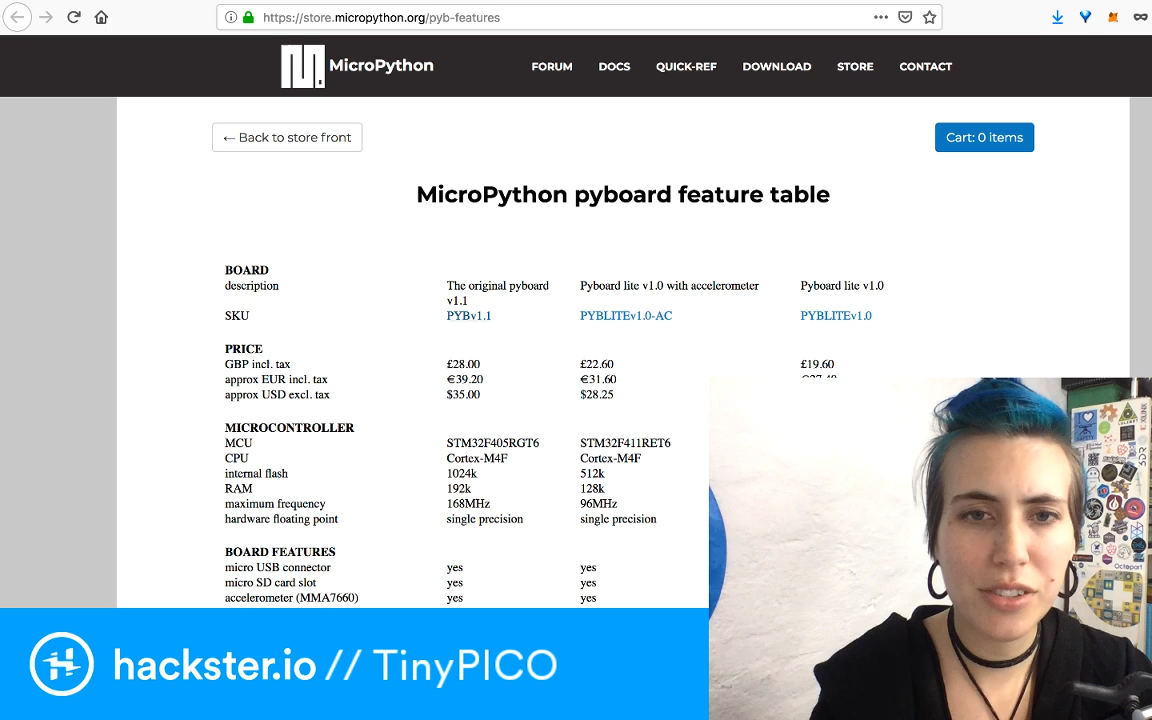 https://store.micropython.org/pyb-features
MicroPython
FORUM DOCS QUICK-REF DOWNLOAD STORE CONTACT
← Back to store front
Cart: 0 items
MicroPython pyboard feature table
BOARD
description The original pyboard v1.1 Pyboard lite v1.0 with accelerometer Pyboard lite v1.0
SKU PYBv1.1 PYBLITEv1.0-AC PYBLITEv1.0
PRICE
GBP incl. tax £28.00 £22.60 £19.60
approx EUR incl. tax €39.20 €31.60
approx USD excl. tax $35.00 $28.25
MICROCONTROLLER
MCU STM32F405RGT6 STM32F411RET6
CPU Cortex-M4F Cortex-M4F
internal flash 1024k 512k
RAM 192k 128k
maximum frequency 168MHz 96MHz
hardware floating point single precision single precision
BOARD FEATURES
micro USB connector yes yes
micro SD card slot yes yes
accelerometer (MMA7660) yes yes
hackster.io // TinyPICO
Octopart